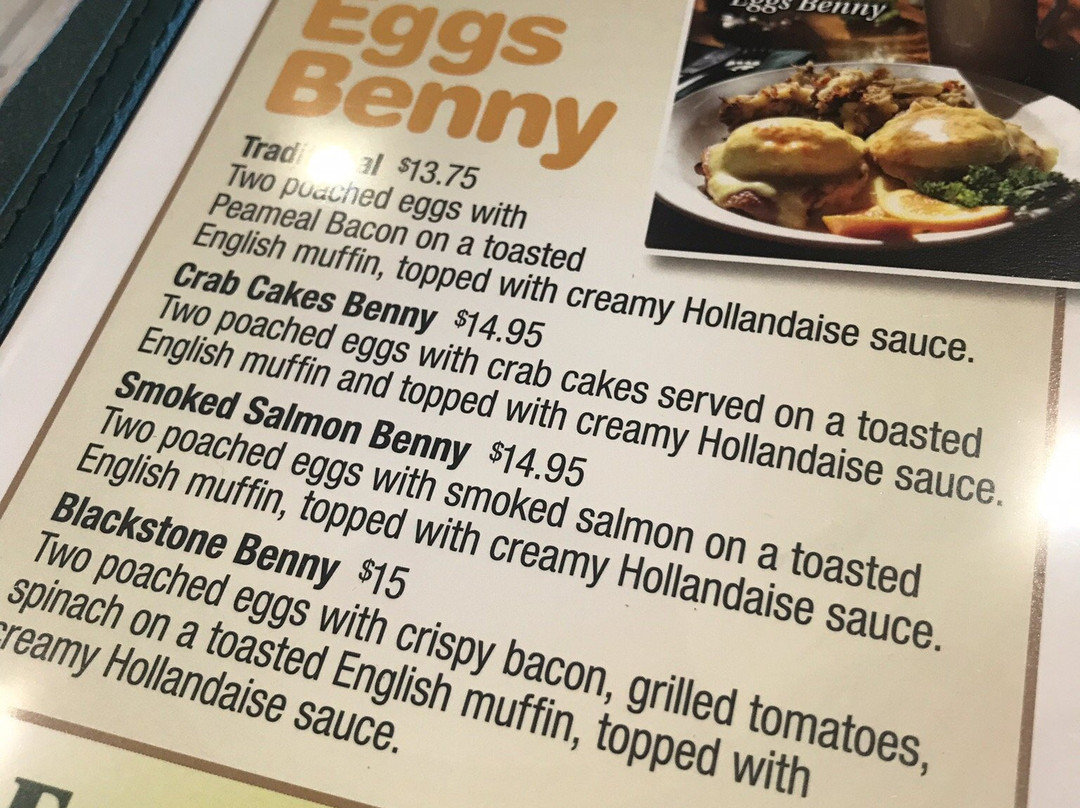 Eggs
Benny
Eggs Benny
$13.75
Two poached eggs with
Peameal Bacon on a toasted
English muffin, topped with creamy Hollandaise sauce.
Crab Cakes Benny $14.95
Two poached eggs with crab cakes served on a toasted
English muffin and topped with creamy Hollandaise sauce.
Smoked Salmon Benny $14.95
Two poached eggs with smoked salmon on a toasted
English muffin, topped with creamy Hollandaise sauce.
Blackstone Benny $15
Two poached eggs with crispy bacon, grilled tomatoes,
spinach on a toasted English muffin, topped with
creamy Hollandaise sauce.